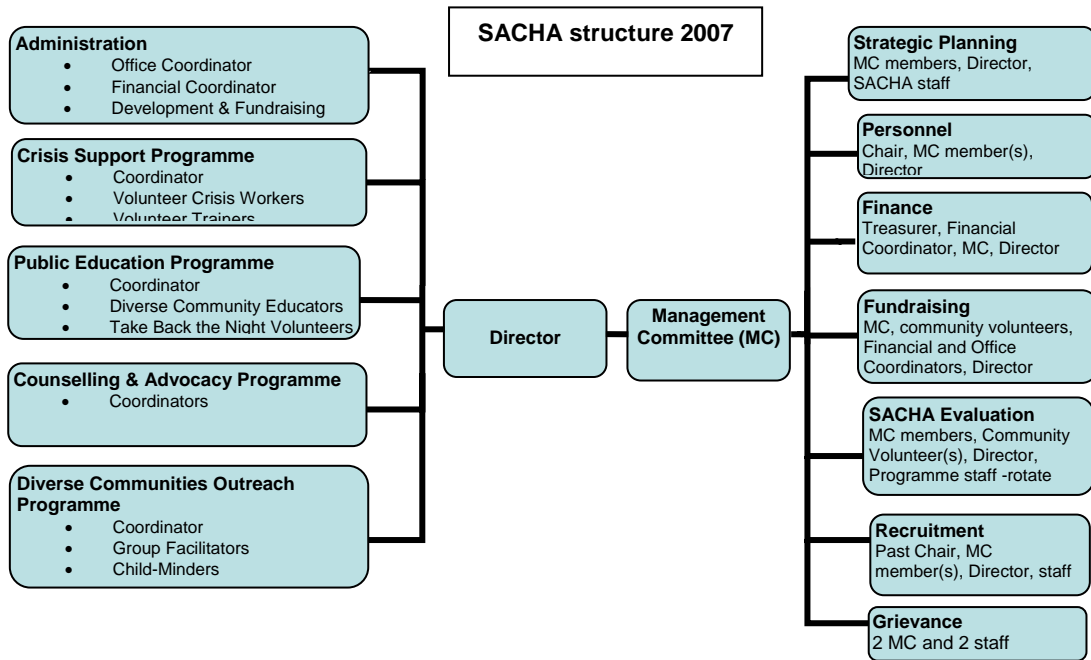 SACHA structure 2007
Administration
• Office Coordinator
• Financial Coordinator
• Development & Fundraising
Crisis Support Programme
• Coordinator
• Volunteer Crisis Workers
• Volunteer Trainers
Public Education Programme
• Coordinator
• Diverse Community Educators
• Take Back the Night Volunteers
Counselling & Advocacy Programme
• Coordinators
Diverse Communities Outreach
Programme
• Coordinator
• Group Facilitators
• Child-Minders
Director
Management
Committee (MC)
Strategic Planning
MC members, Director,
SACHA staff
Personnel
Chair, MC member(s),
Director
Finance
Treasurer, Financial
Coordinator, MC, Director
Fundraising
MC, community volunteers,
Financial and Office
Coordinators, Director
SACHA Evaluation
MC members, Community
Volunteer(s), Director,
Programme staff -rotate
Recruitment
Past Chair, MC
member(s), Director, staff
Grievance
2 MC and 2 staff